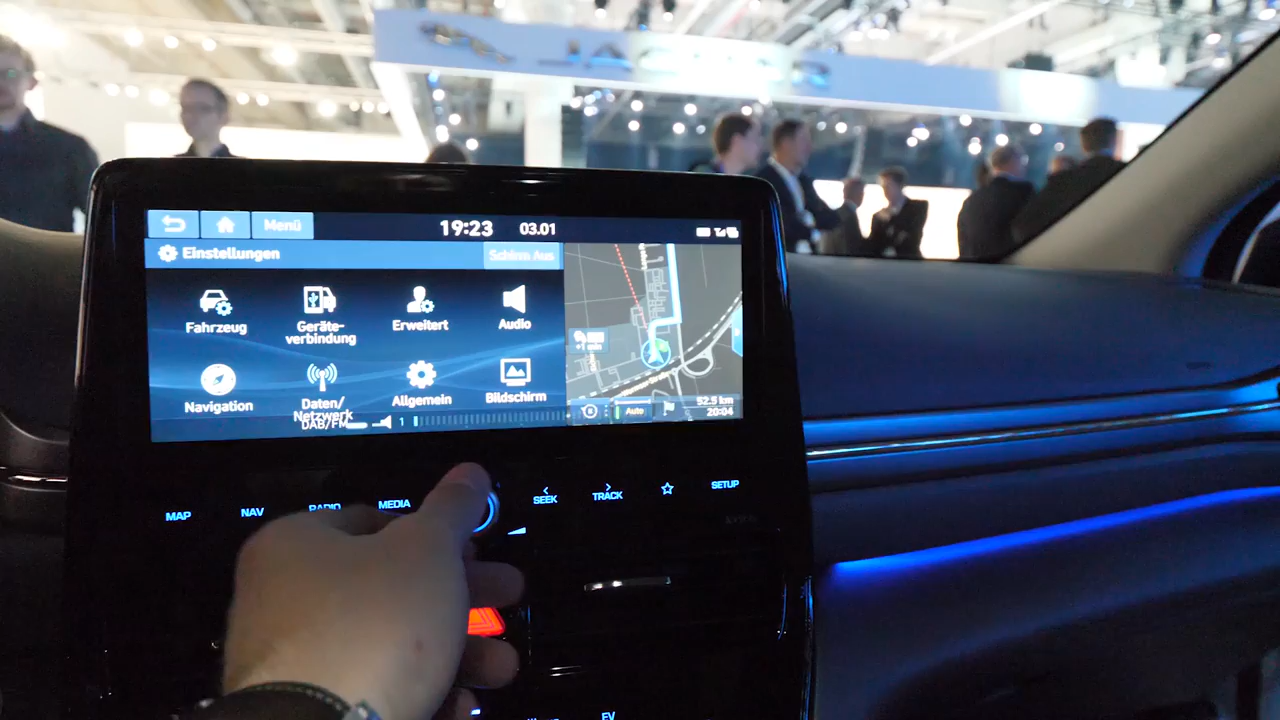 JAGUAR
Menü
19:23
03.01
Einstellungen
Schirm Aus
Fahrzeug
Geräte-
verbindung
Erweitert
Audio
Navigation
Daten/
Netzwerk
Allgemein
Bildschirm
DAB/FM
1
Auto
52.5 km
20:04
MAP
NAV
RADIO
MEDIA
SEEK
TRACK
SETUP
EV